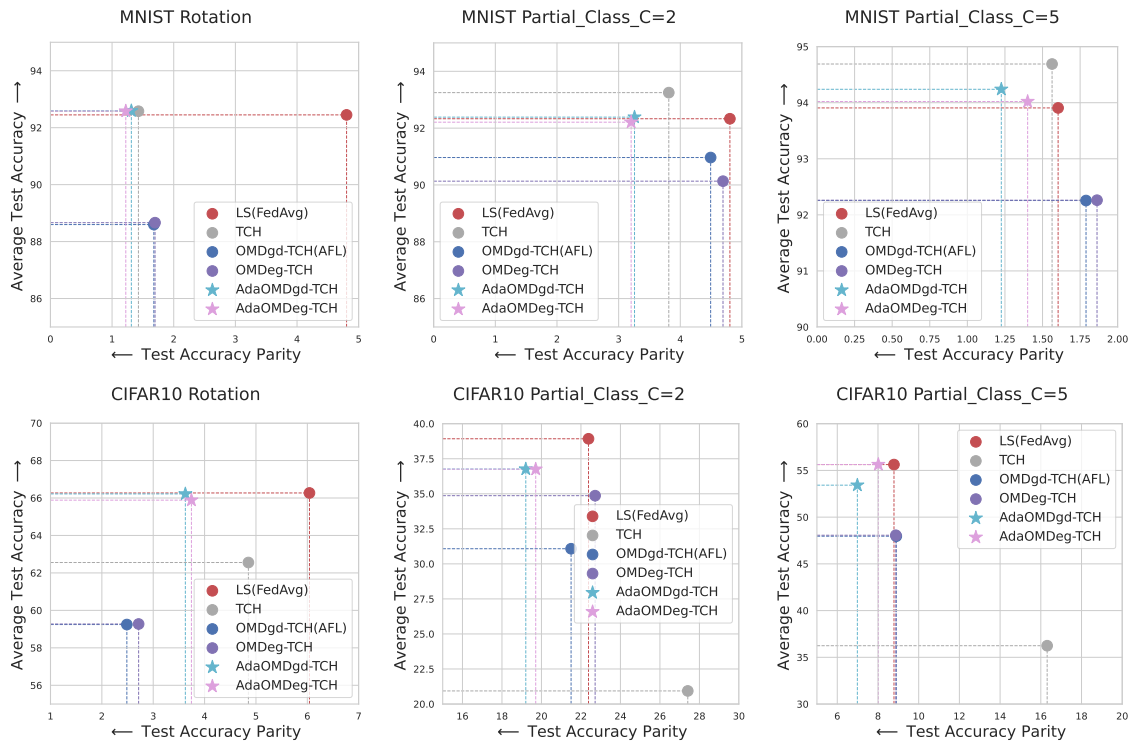 MNIST Rotation
Average Test Accuracy ⟶
94
92
90
88
86
0 1 2 3 4 5
⟵ Test Accuracy Parity
LS(FedAvg)
TCH
OMDgd-TCH(AFL)
OMDeg-TCH
AdaOMDgd-TCH
AdaOMDeg-TCH
MNIST Partial_Class_C=2
Average Test Accuracy ⟶
94
92
90
88
86
0 1 2 3 4 5
⟵ Test Accuracy Parity
LS(FedAvg)
TCH
OMDgd-TCH(AFL)
OMDeg-TCH
AdaOMDgd-TCH
AdaOMDeg-TCH
MNIST Partial_Class_C=5
Average Test Accuracy ⟶
95
94
93
92
91
90
0.00 0.25 0.50 0.75 1.00 1.25 1.50 1.75 2.00
⟵ Test Accuracy Parity
LS(FedAvg)
TCH
OMDgd-TCH(AFL)
OMDeg-TCH
AdaOMDgd-TCH
AdaOMDeg-TCH
CIFAR10 Rotation
Average Test Accuracy ⟶
70
68
66
64
62
60
58
56
1 2 3 4 5 6 7
⟵ Test Accuracy Parity
LS(FedAvg)
TCH
OMDgd-TCH(AFL)
OMDeg-TCH
AdaOMDgd-TCH
AdaOMDeg-TCH
CIFAR10 Partial_Class_C=2
Average Test Accuracy ⟶
40.0
37.5
35.0
32.5
30.0
27.5
25.0
22.5
20.0
16 18 20 22 24 26 28 30
⟵ Test Accuracy Parity
LS(FedAvg)
TCH
OMDgd-TCH(AFL)
OMDeg-TCH
AdaOMDgd-TCH
AdaOMDeg-TCH
CIFAR10 Partial_Class_C=5
Average Test Accuracy ⟶
60
55
50
45
40
35
30
6 8 10 12 14 16 18 20
⟵ Test Accuracy Parity
LS(FedAvg)
TCH
OMDgd-TCH(AFL)
OMDeg-TCH
AdaOMDgd-TCH
AdaOMDeg-TCH